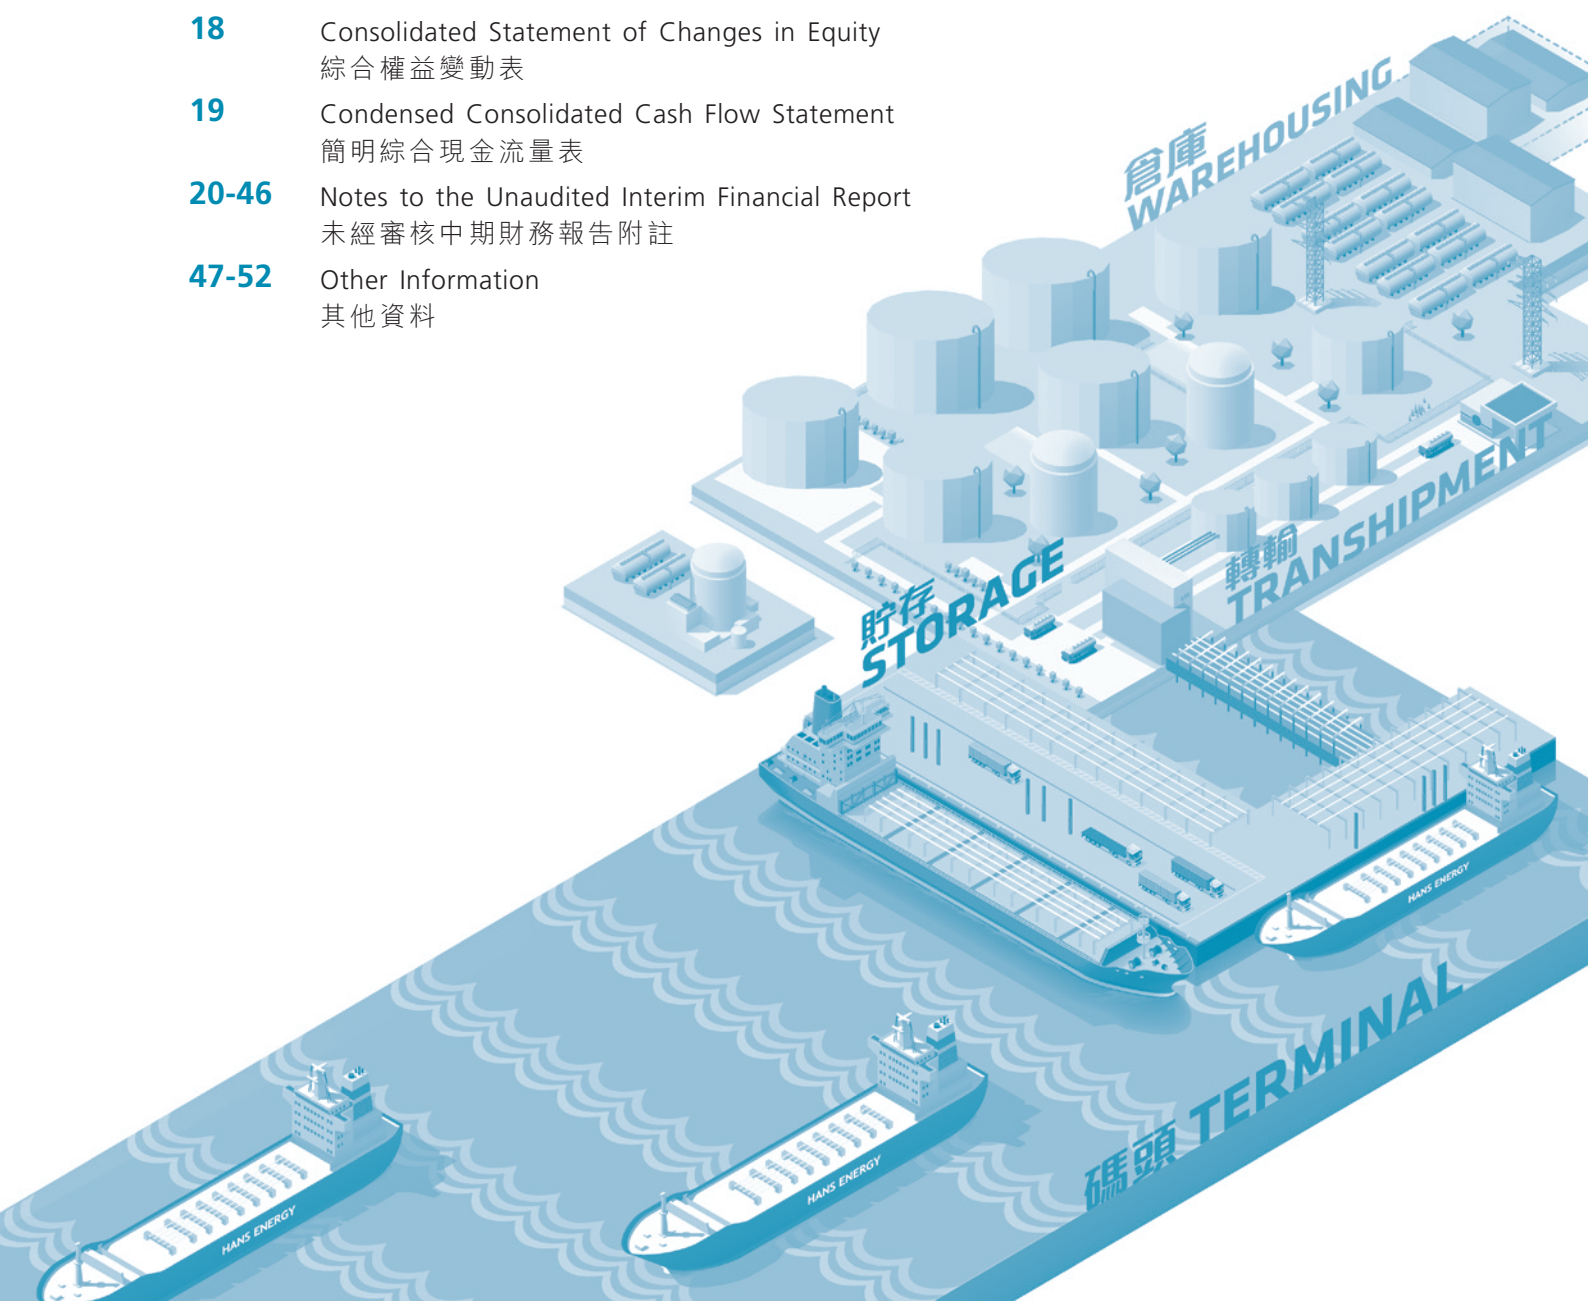 18 Consolidated Statement of Changes in Equity
綜合權益變動表
19 Condensed Consolidated Cash Flow Statement
簡明綜合現金流量表
20-46 Notes to the Unaudited Interim Financial Report
未經審核中期財務報告附註
47-52 Other Information
其他資料
倉庫
WAREHOUSING
轉輸
TRANSHIPMENT
貯存
STORAGE
HANS ENERGY
碼頭 TERMINAL
HANS ENERGY
HANS ENERGY